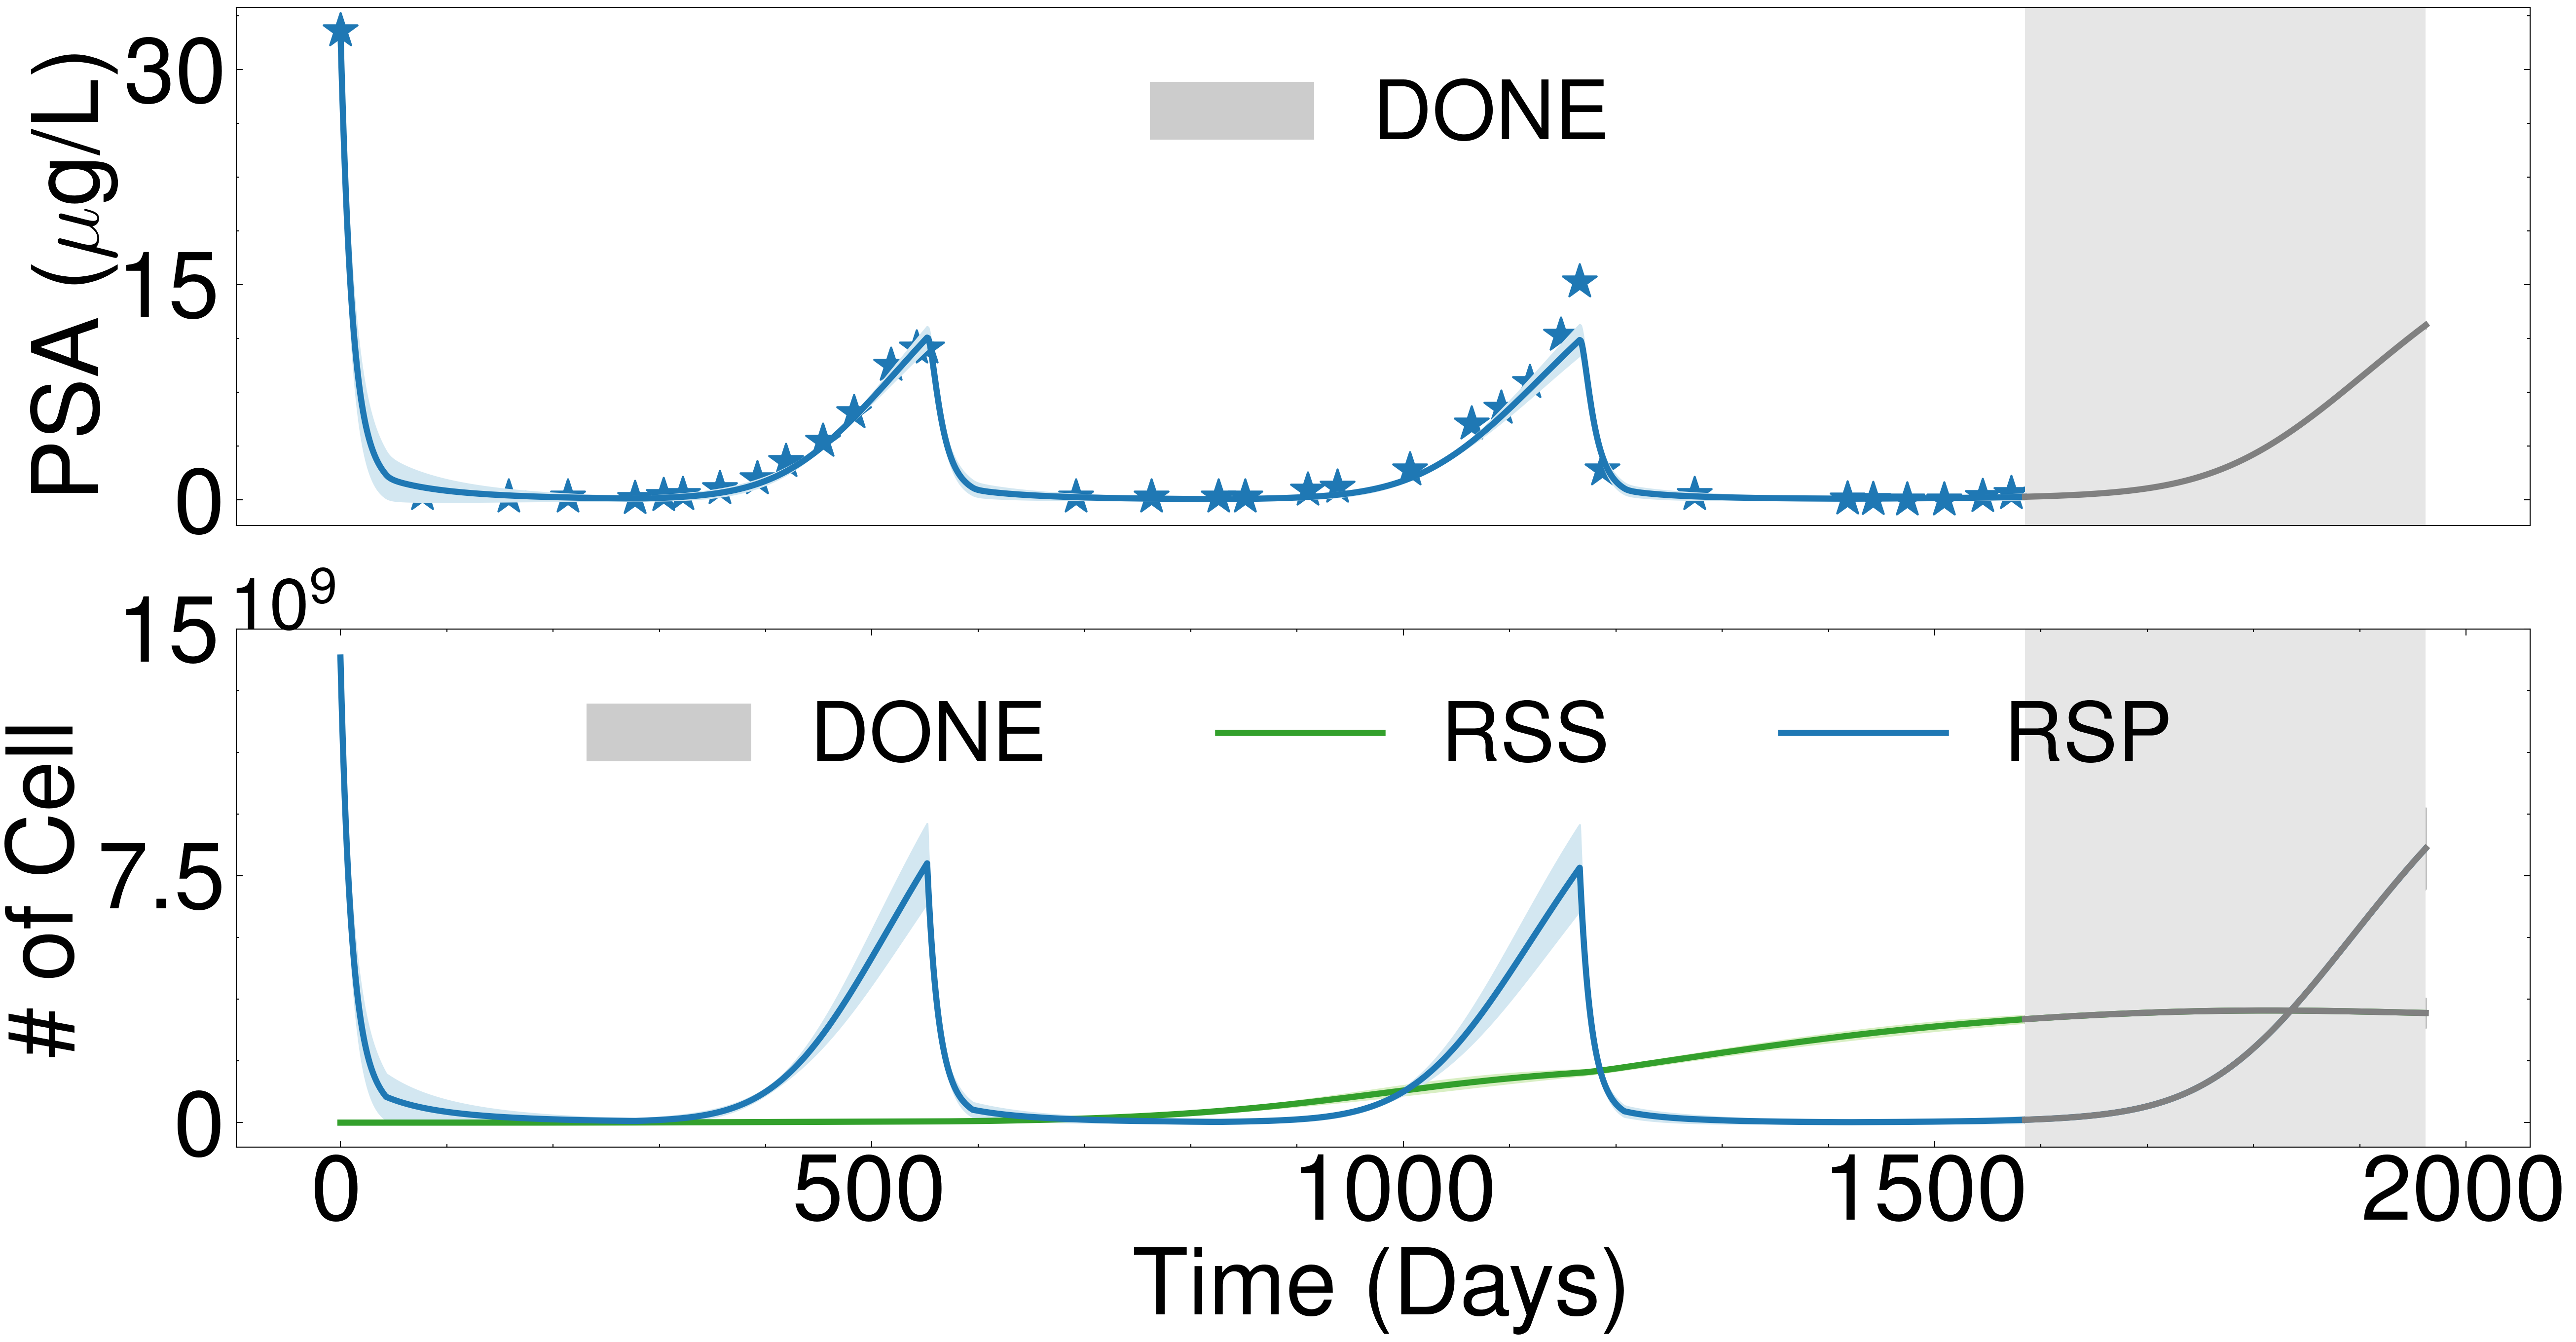 PSA (μg/L)
30
15
0
DONE
10^9
# of Cell
15
7.5
0
DONE RSS RSP
0 500 1000 1500 2000
Time (Days)